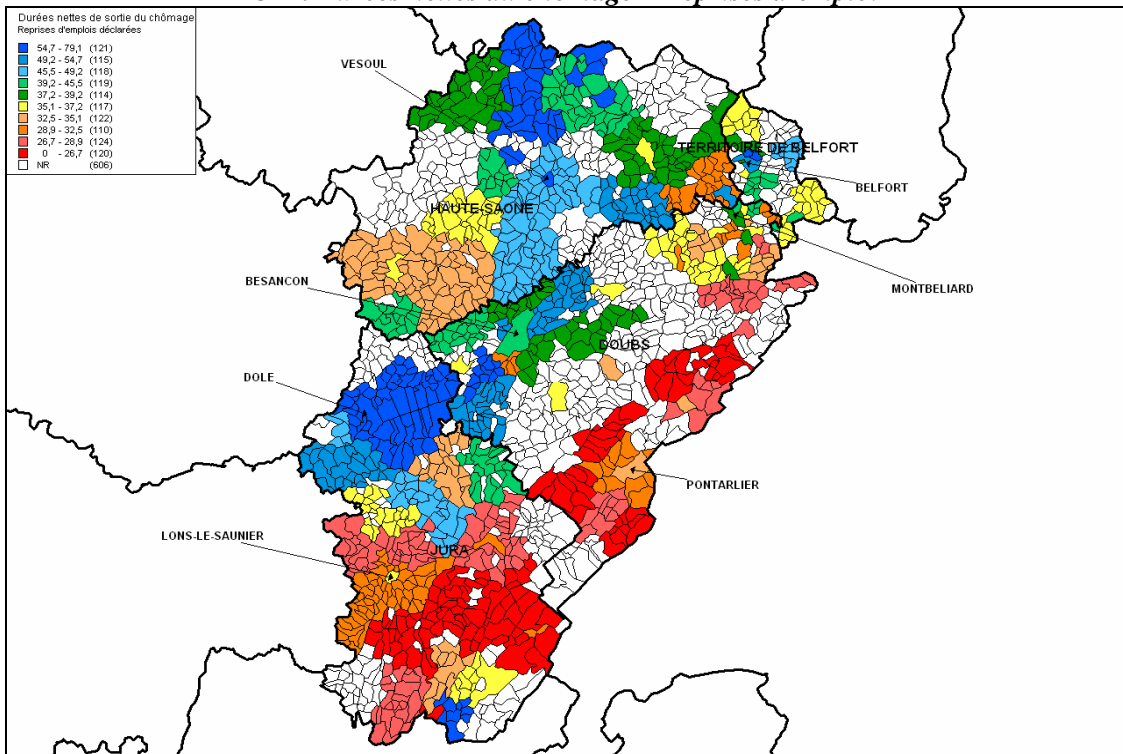 Durées nettes de sortie du chômage
Reprises d'emplois déclarées
54,7 - 79,1 (121)
49,2 - 54,7 (115)
45,5 - 49,2 (118)
39,2 - 45,5 (119)
37,2 - 39,2 (114)
35,1 - 37,2 (117)
32,5 - 35,1 (122)
28,9 - 32,5 (110)
26,7 - 28,9 (124)
0 - 26,7 (120)
NR (606)
VESOUL
TERRITOIRE DE BELFORT
BELFORT
HAUTE-SAONE
BESANCON
MONTBELIARD
DOUBS
DOLE
PONTARLIER
LONS-LE-SAUNIER
JURA